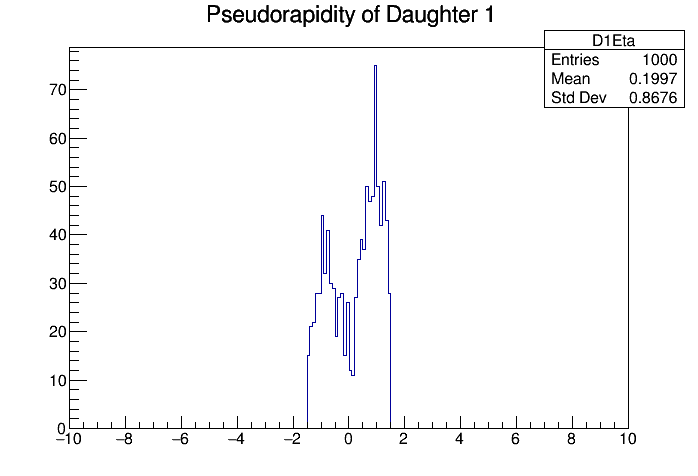 Pseudorapidity of Daughter 1
D1Eta
Entries 1000
Mean 0.1997
Std Dev 0.8676
70
60
50
40
30
20
10
0
−10 −8 −6 −4 −2 0 2 4 6 8 10